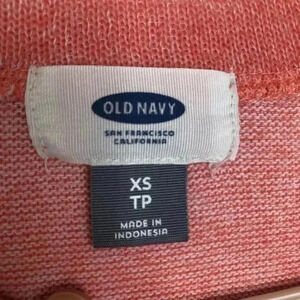 OLD NAVY
SAN FRANCISCO
CALIFORNIA
XS
TP
MADE IN
INDONESIA